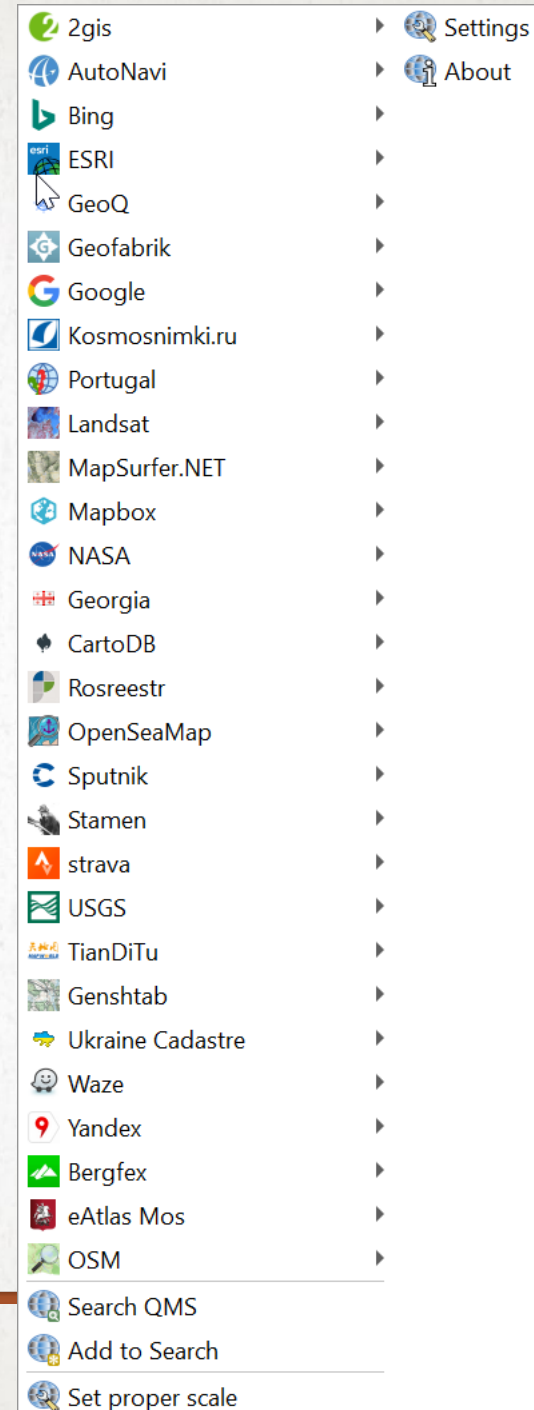 2gis
AutoNavi
Bing
esri
ESRI
GeoQ
Geofabrik
Google
Kosmosnimki.ru
Portugal
Landsat
MapSurfer.NET
Mapbox
NASA
NASA
Georgia
CartoDB
Rosreestr
OpenSeaMap
Sputnik
Stamen
strava
USGS
TianDiTu
Genshtab
Ukraine Cadastre
Waze
Yandex
Bergfex
eAtlas Mos
OSM
Search QMS
Add to Search
Set proper scale
Settings
About